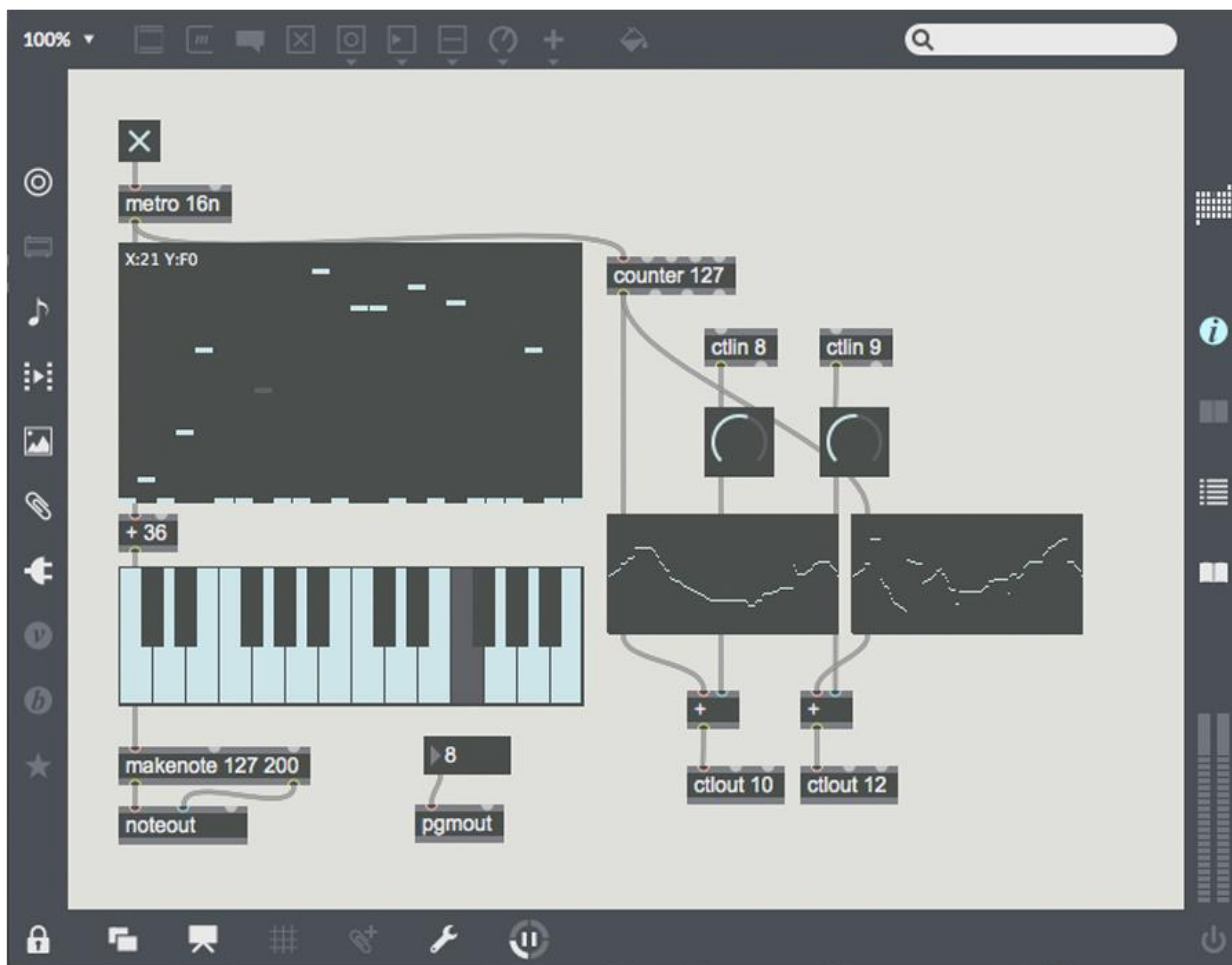 100%
metro 16n
X:21 Y:F0
counter 127
ctlin 8
ctlin 9
+ 36
+
+
makenote 127 200
8
ctlout 10
ctlout 12
noteout
pgmout